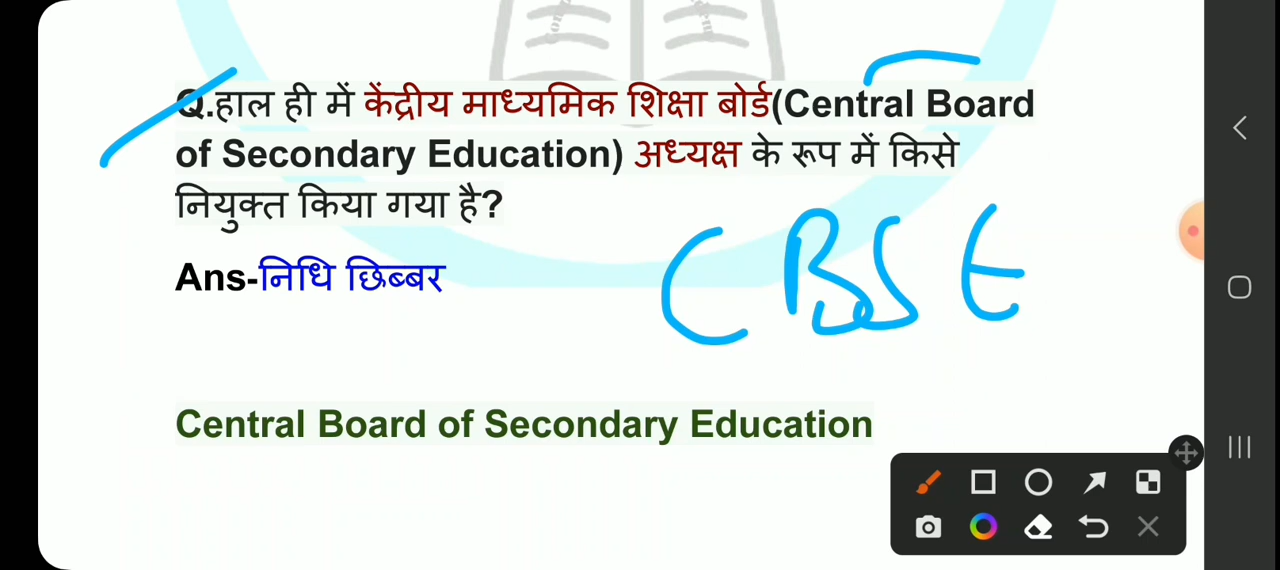 Q.हाल ही में केंद्रीय माध्यमिक शिक्षा बोर्ड(Central Board
of Secondary Education) अध्यक्ष के रूप में किसे
नियुक्त किया गया है?
Ans-निधि छिब्बर
CBSE
Central Board of Secondary Education